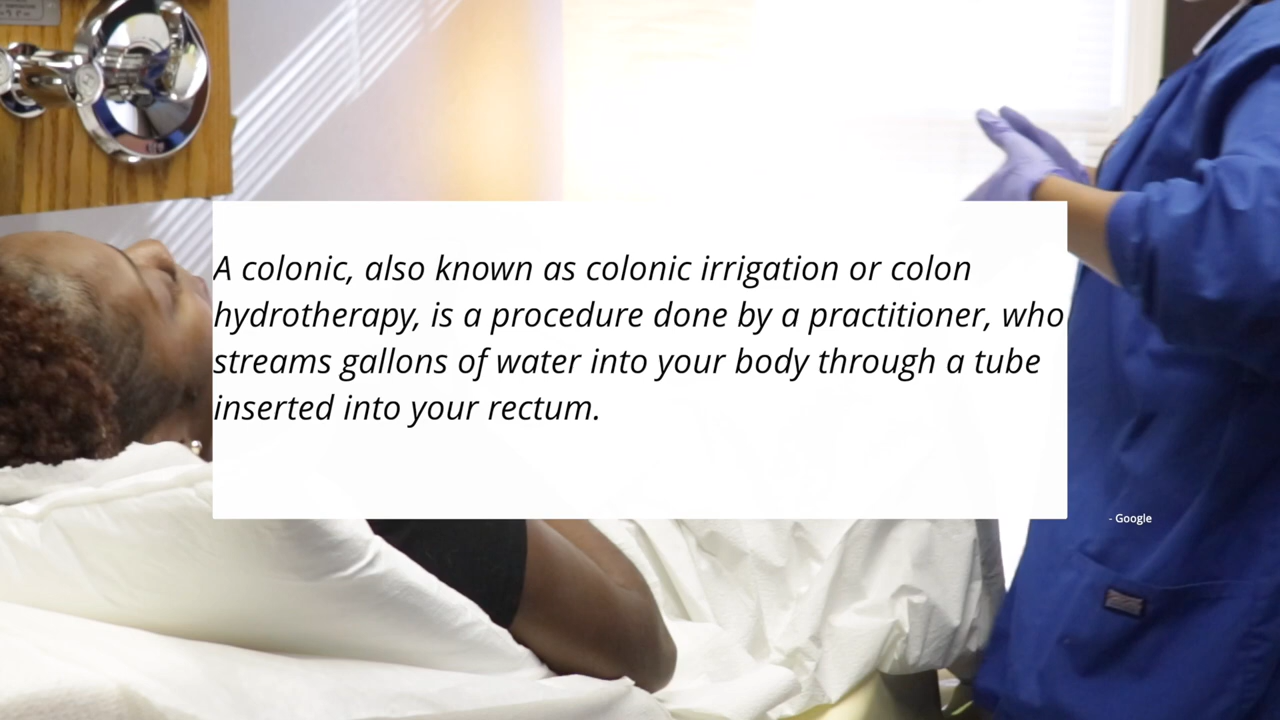 A colonic, also known as colonic irrigation or colon
hydrotherapy, is a procedure done by a practitioner, who
streams gallons of water into your body through a tube
inserted into your rectum.
- Google